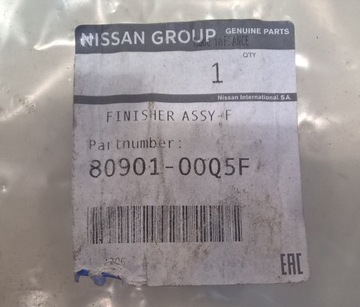 NISSAN GROUP GENUINE PARTS
QTY
1
Nissan International S.A.
FINISHER ASSY-F
Partnumber:
80901-00Q5F
EAC